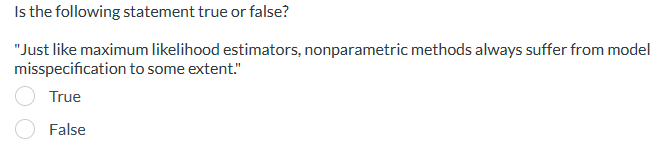 Is the following statement true or false?
"Just like maximum likelihood estimators, nonparametric methods always suffer from model
misspecification to some extent."
True
False